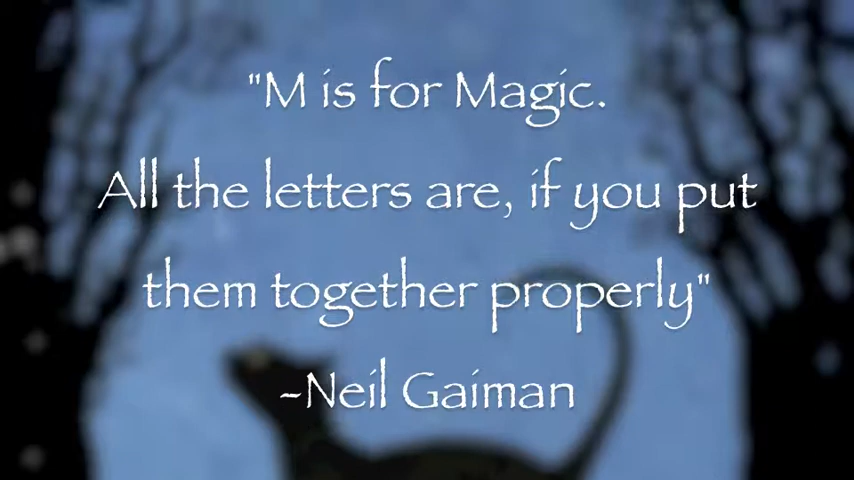 "M is for Magic.
All the letters are, if you put
them together properly"
-Neil Gaiman